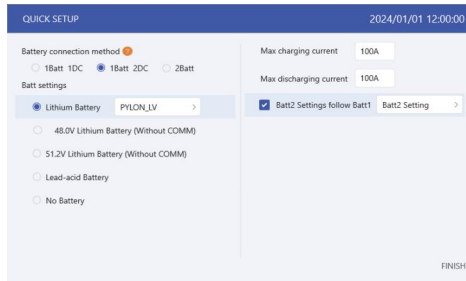 QUICK SETUP
2024/01/01 12:00:00
Battery connection method
1Batt 1DC 1Batt 2DC 2Batt
Batt settings
Lithium Battery PYLON_LV >
48.0V Lithium Battery (Without COMM)
51.2V Lithium Battery (Without COMM)
Lead-acid Battery
No Battery
Max charging current 100A
Max discharging current 100A
Batt2 Settings follow Batt1 Batt2 Setting >
FINISH